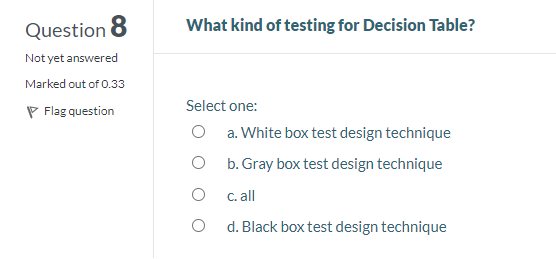 Question 8
Not yet answered
Marked out of 0.33
Flag question
What kind of testing for Decision Table?
Select one:
a. White box test design technique
b. Gray box test design technique
c. all
d. Black box test design technique